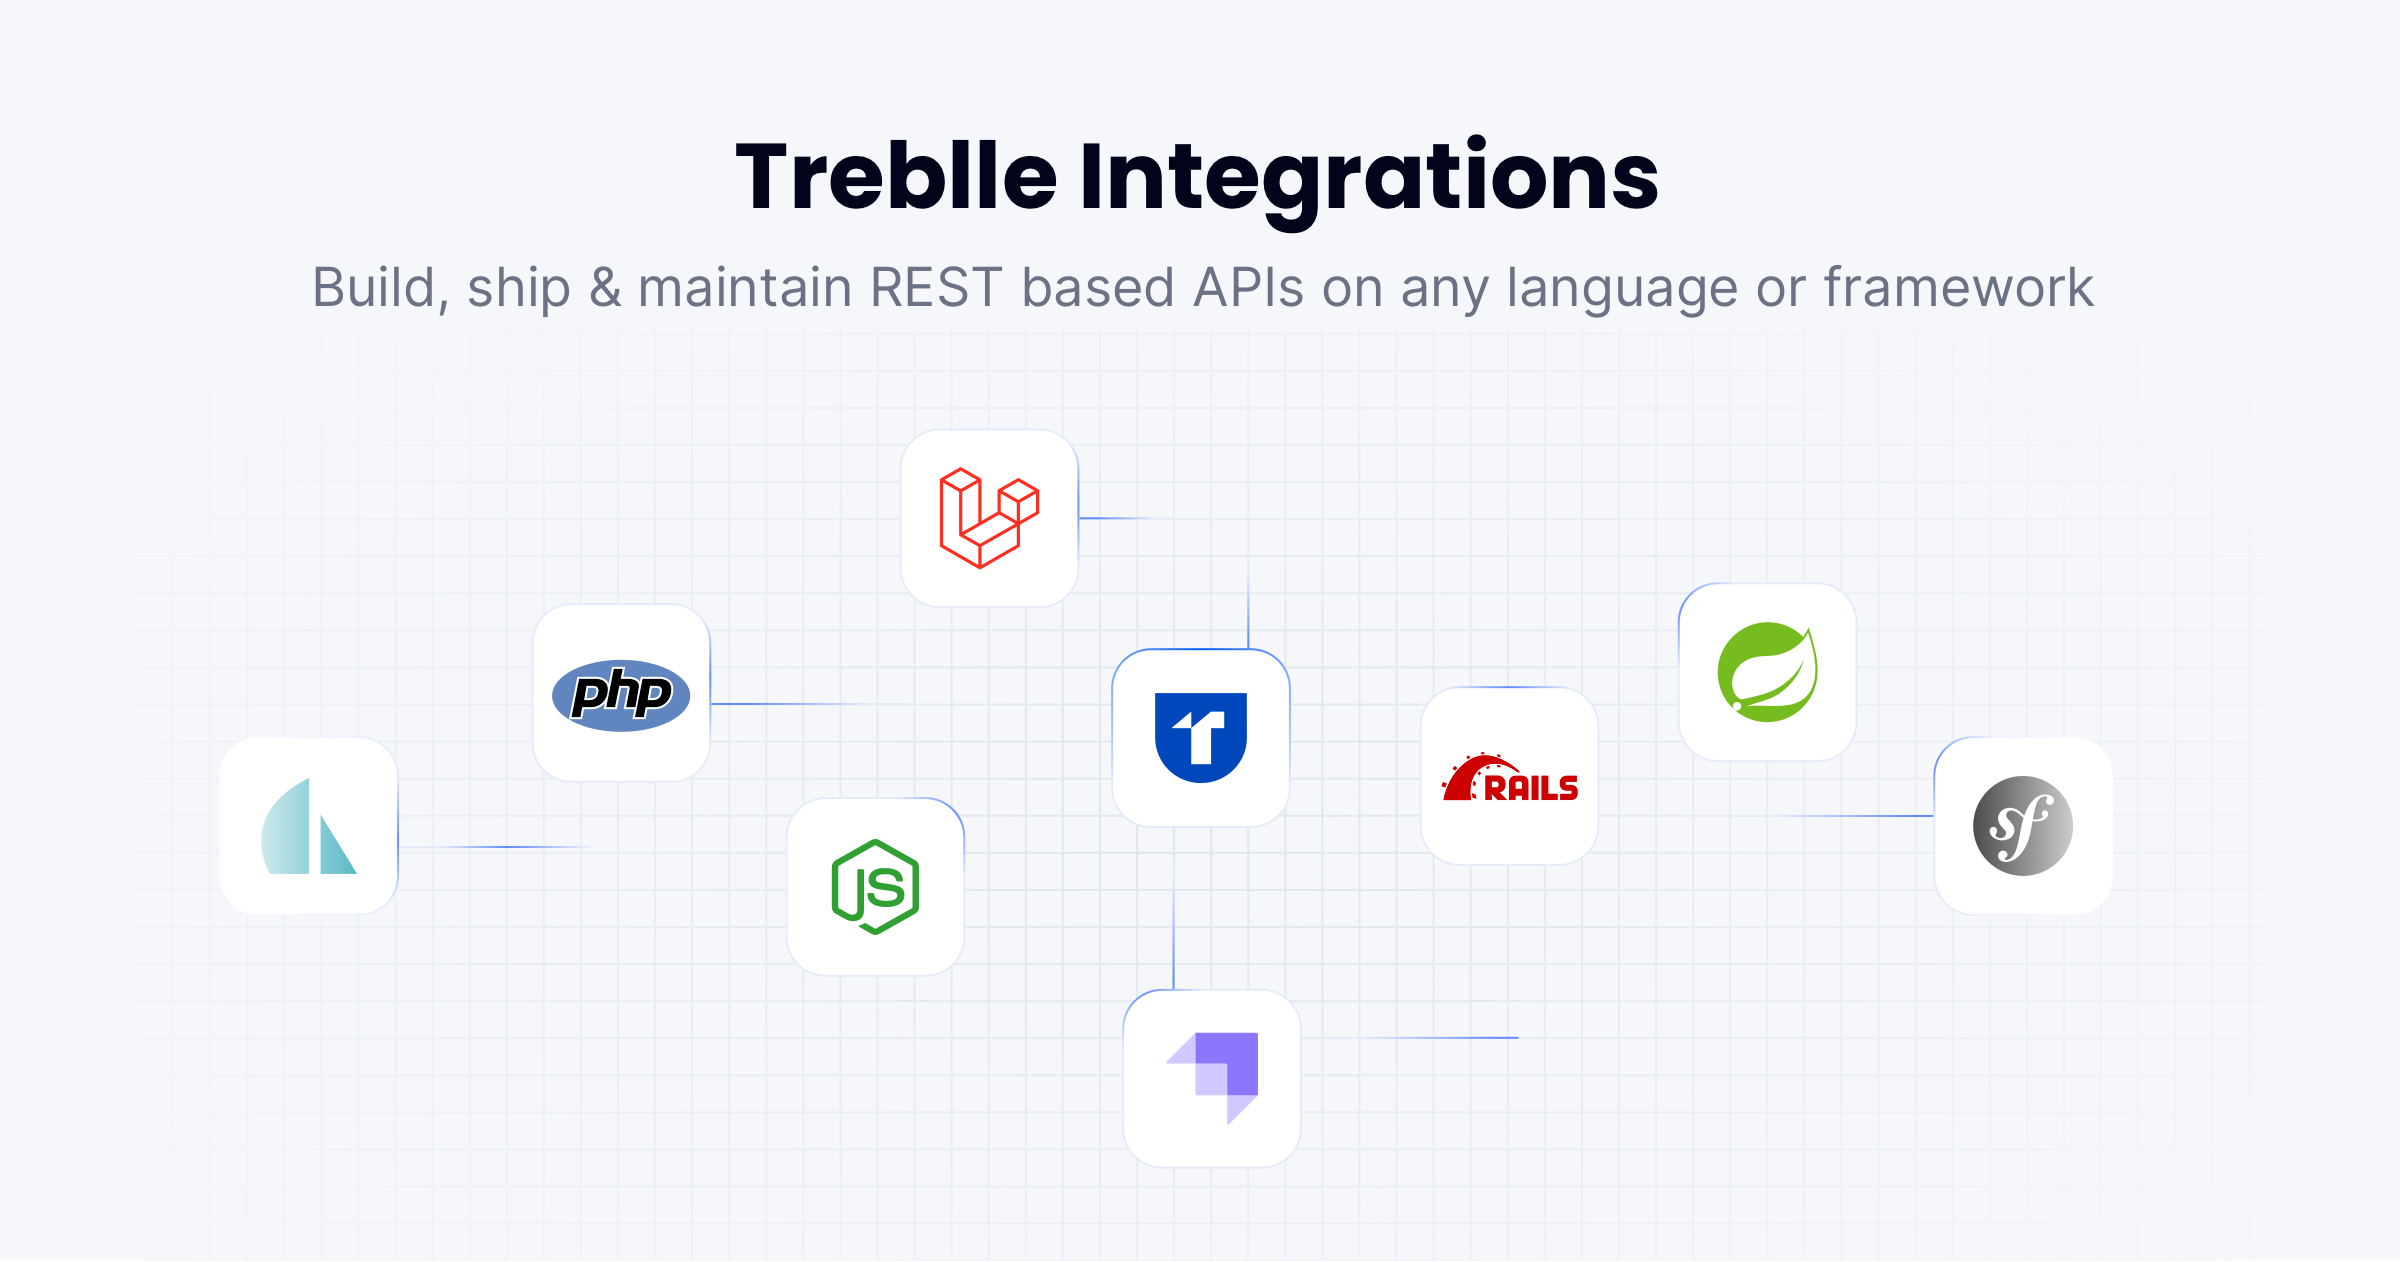 Treblle Integrations
Build, ship & maintain REST based APIs on any language or framework
php
RAILS
JS
sf